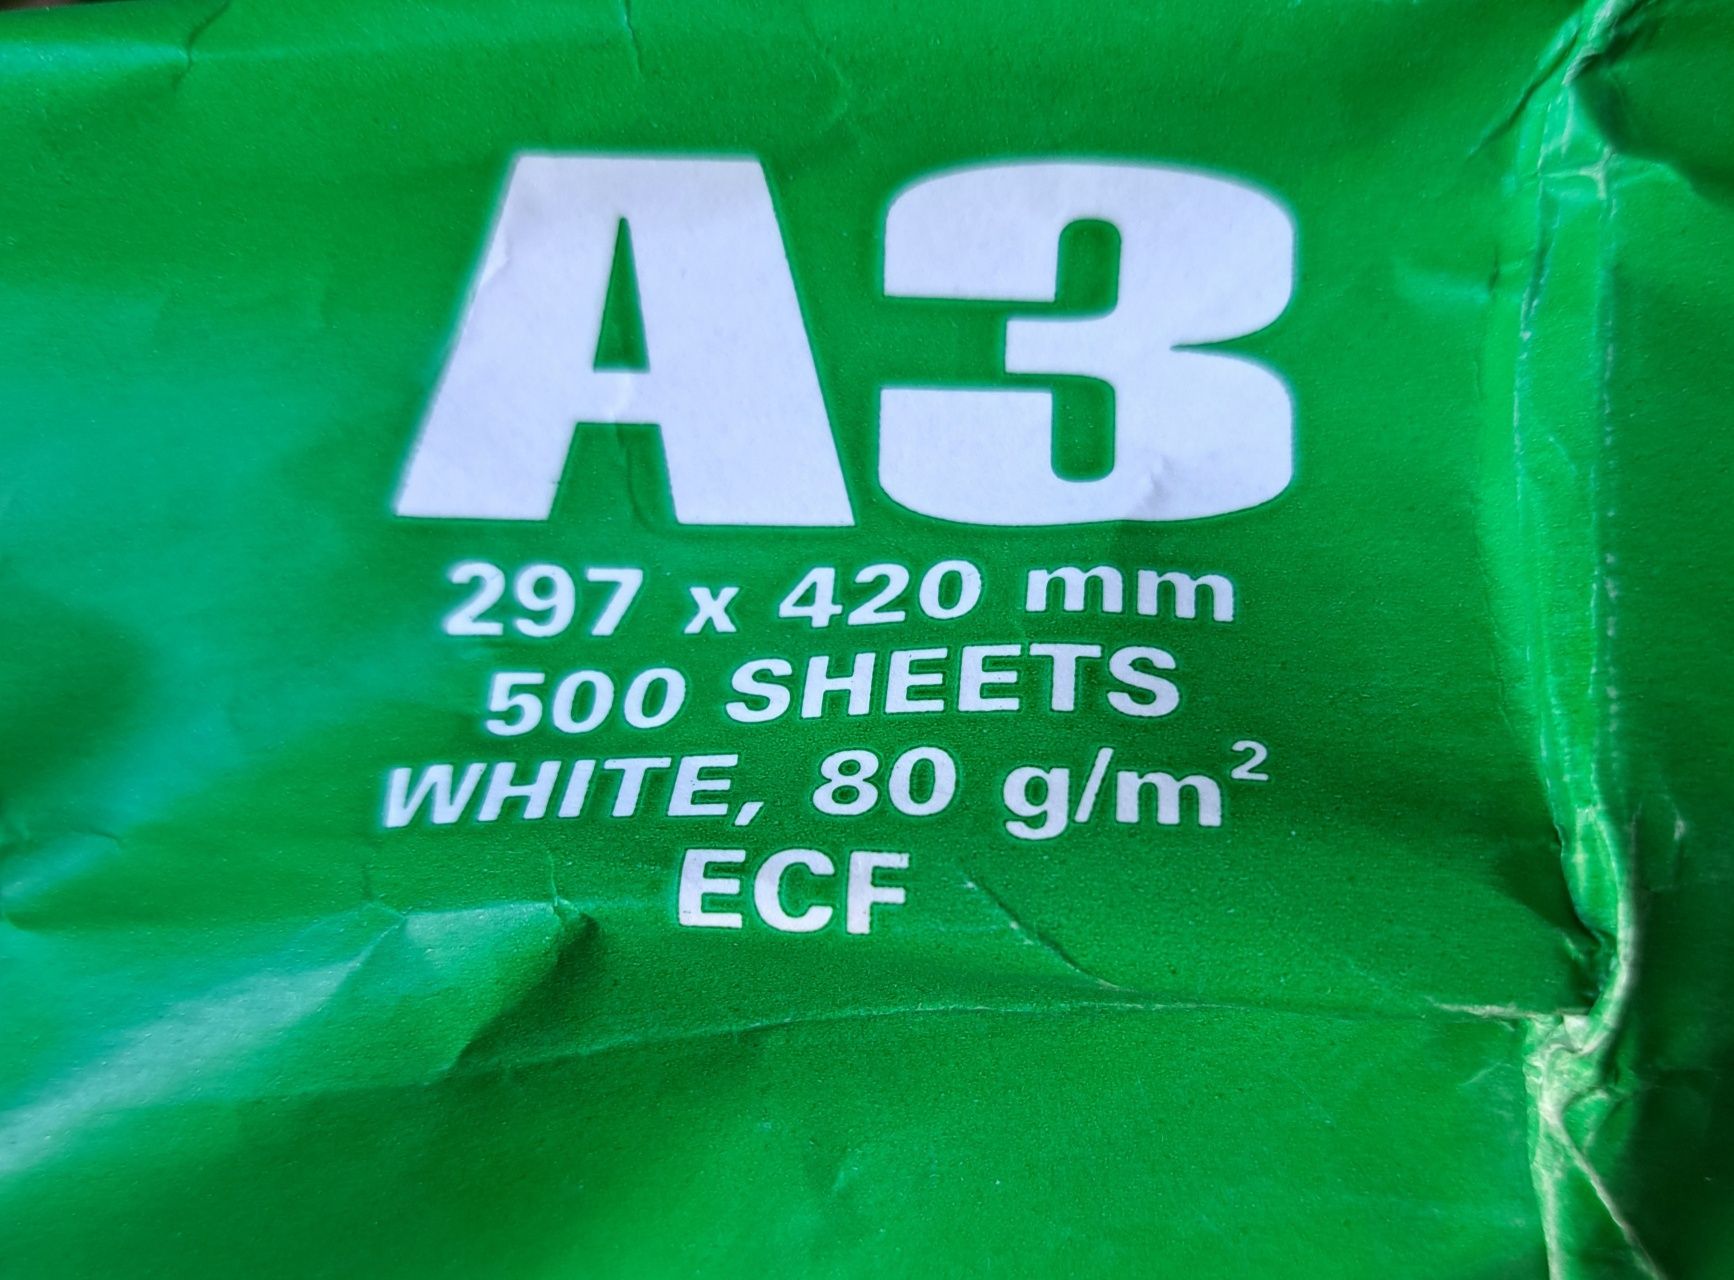 A3
297 x 420 mm
500 SHEETS
WHITE, 80 g/m²
ECF